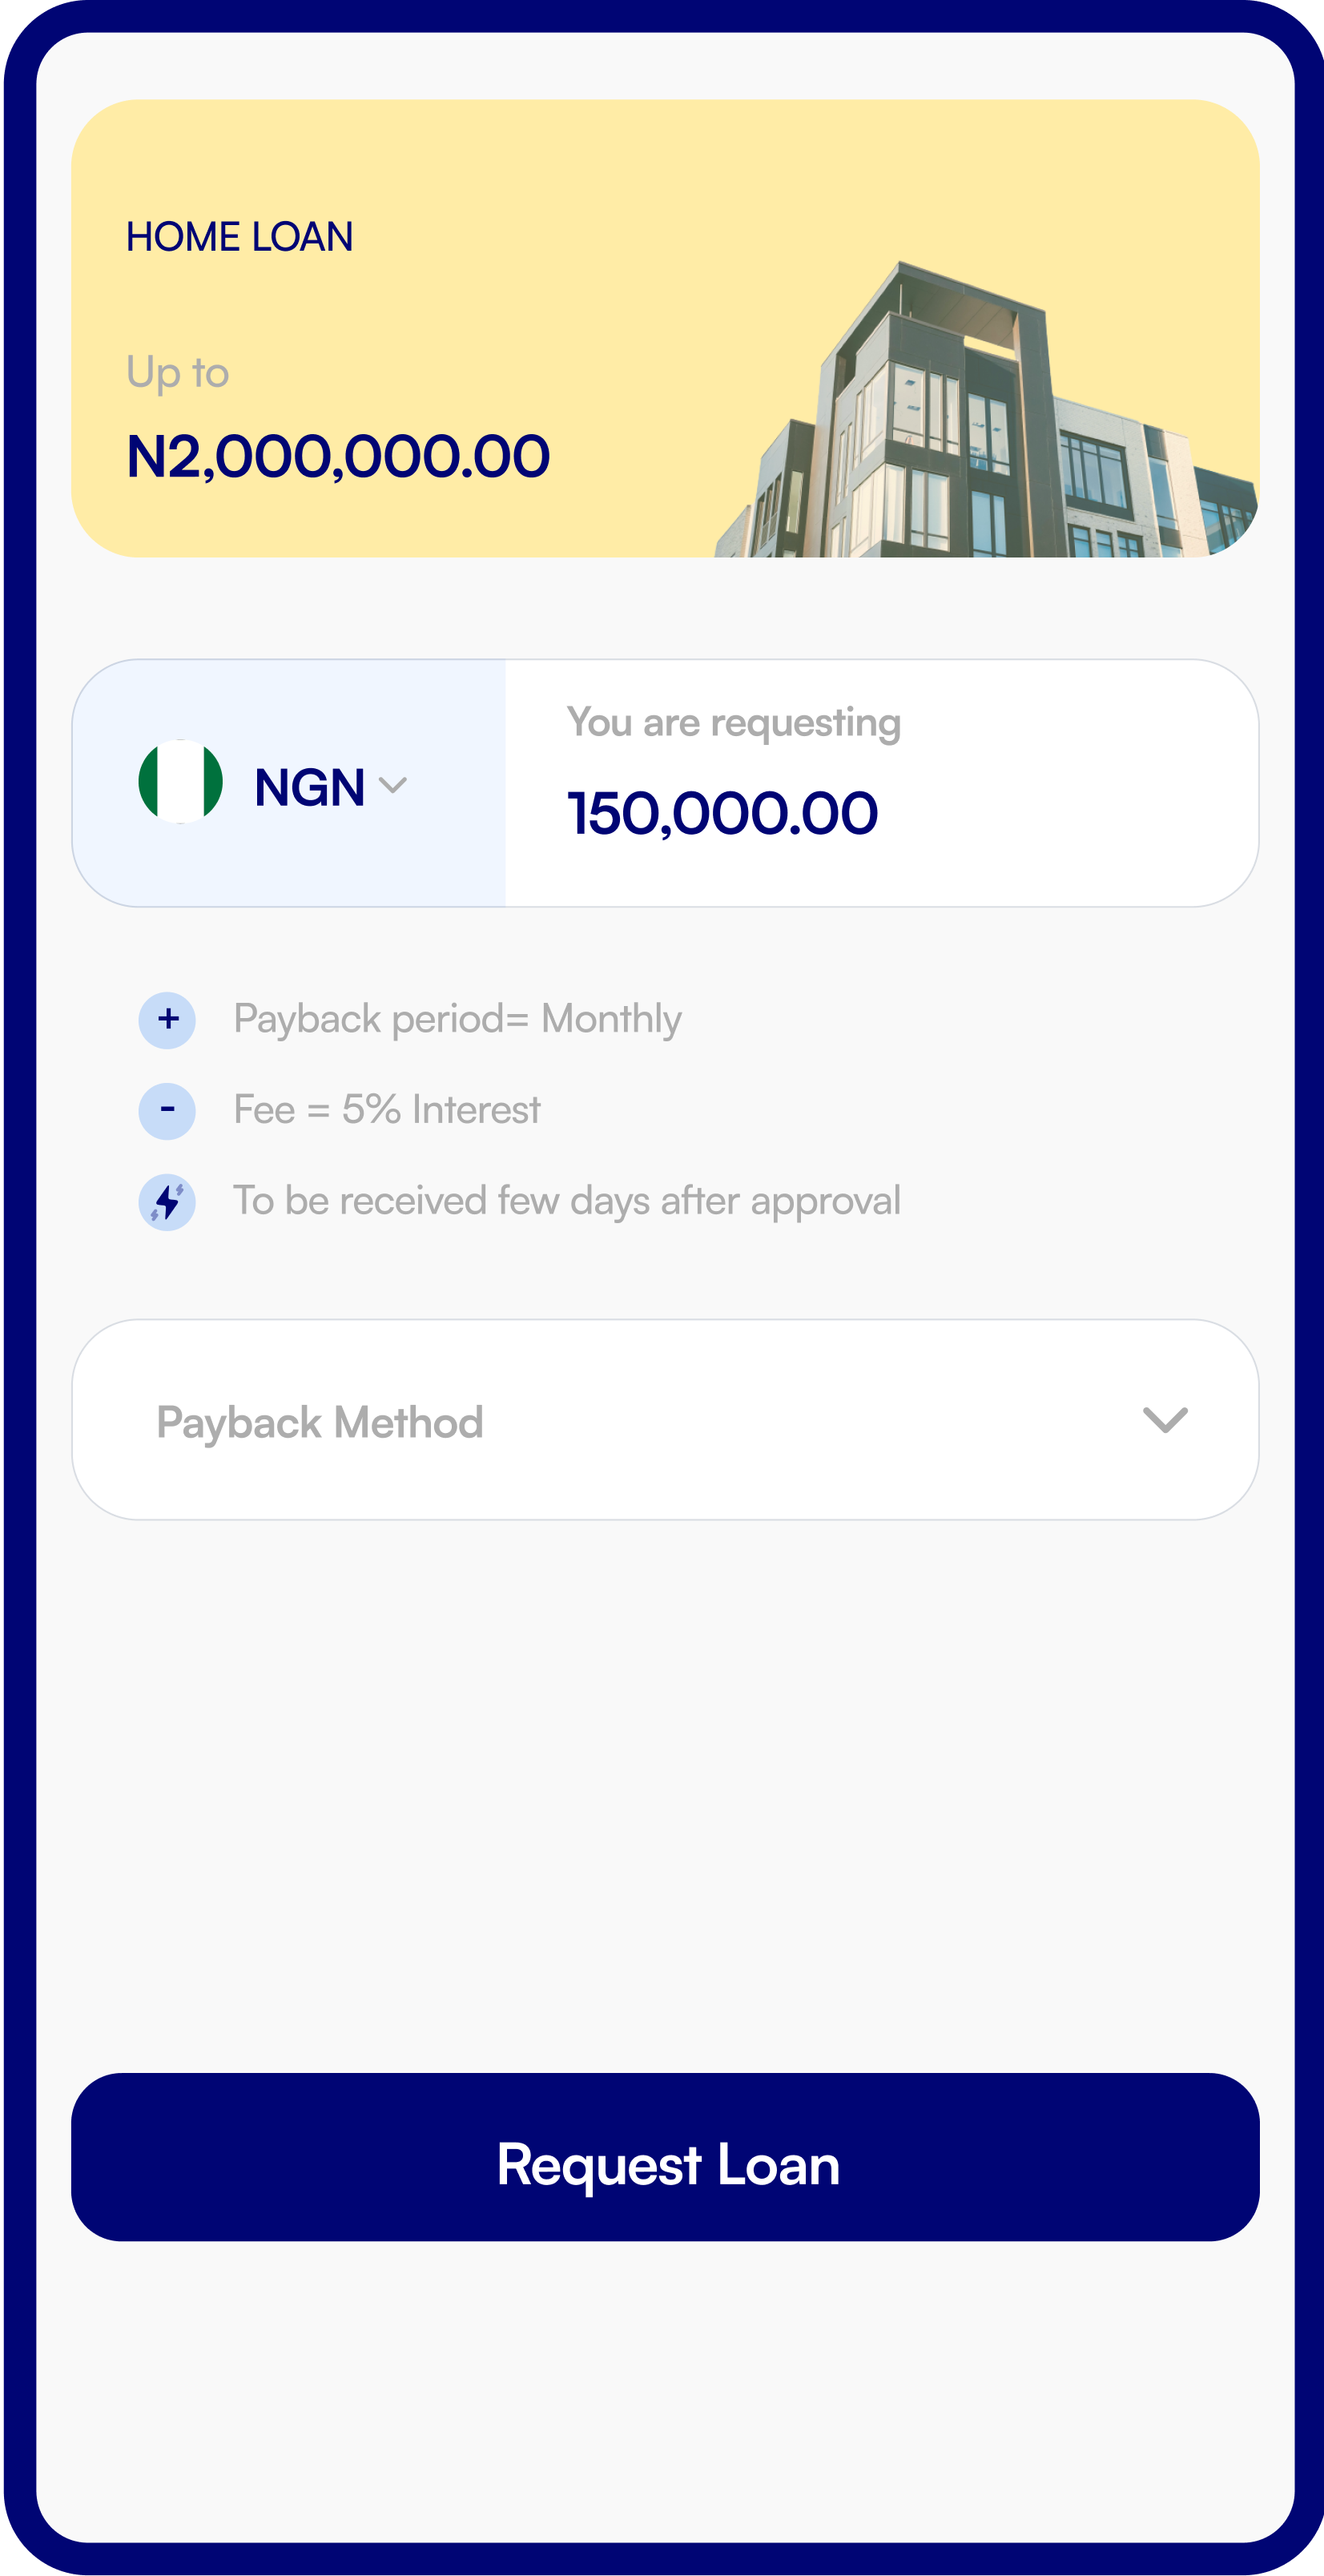 HOME LOAN
Up to
N2,000,000.00
You are requesting
NGN
150,000.00
+
Payback period= Monthly
-
Fee = 5% Interest
To be received few days after approval
Payback Method
Request Loan